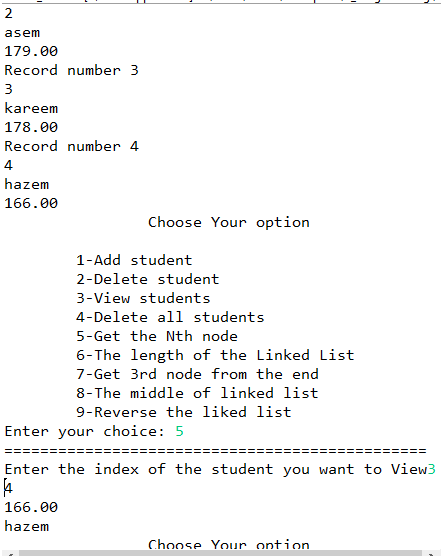 2
asem
179.00
Record number 3
3
kareem
178.00
Record number 4
4
hazem
166.00
Choose Your option
1-Add student
2-Delete student
3-View students
4-Delete all students
5-Get the Nth node
6-The length of the Linked List
7-Get 3rd node from the end
8-The middle of linked list
9-Reverse the liked list
Enter your choice: 5
===============================================
Enter the index of the student you want to View3
4
166.00
hazem
Choose Your option